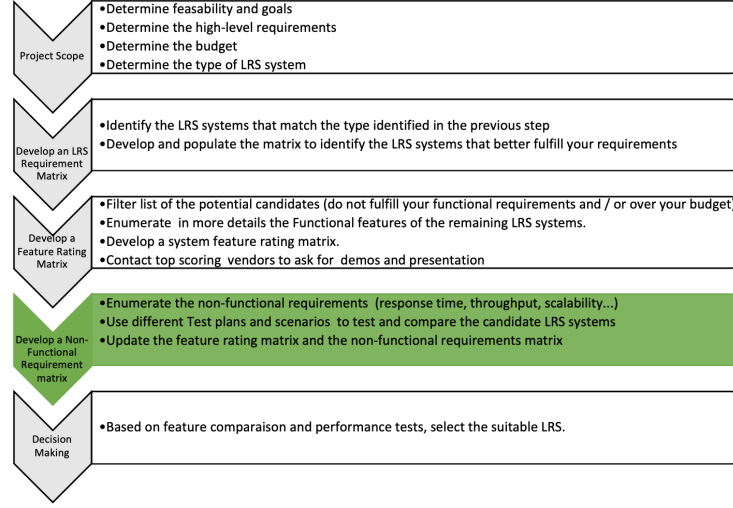 Project Scope
•Determine feasability and goals
•Determine the high-level requirements
•Determine the budget
•Determine the type of LRS system
Develop an LRS
Requirement
Matrix
•Identify the LRS systems that match the type identified in the previous step
•Develop and populate the matrix to identify the LRS systems that better fulfill your requirements
Develop a
Feature Rating
Matrix
•Filter list of the potential candidates (do not fulfill your functional requirements and / or over your budget)
•Enumerate in more details the Functional features of the remaining LRS systems.
•Develop a system feature rating matrix.
•Contact top scoring vendors to ask for demos and presentation
Develop a Non-
Functional
Requirement
matrix
•Enumerate the non-functional requirements (response time, throughput, scalability...)
•Use different Test plans and scenarios to test and compare the candidate LRS systems
•Update the feature rating matrix and the non-functional requirements matrix
Decision
Making
•Based on feature comparaison and performance tests, select the suitable LRS.